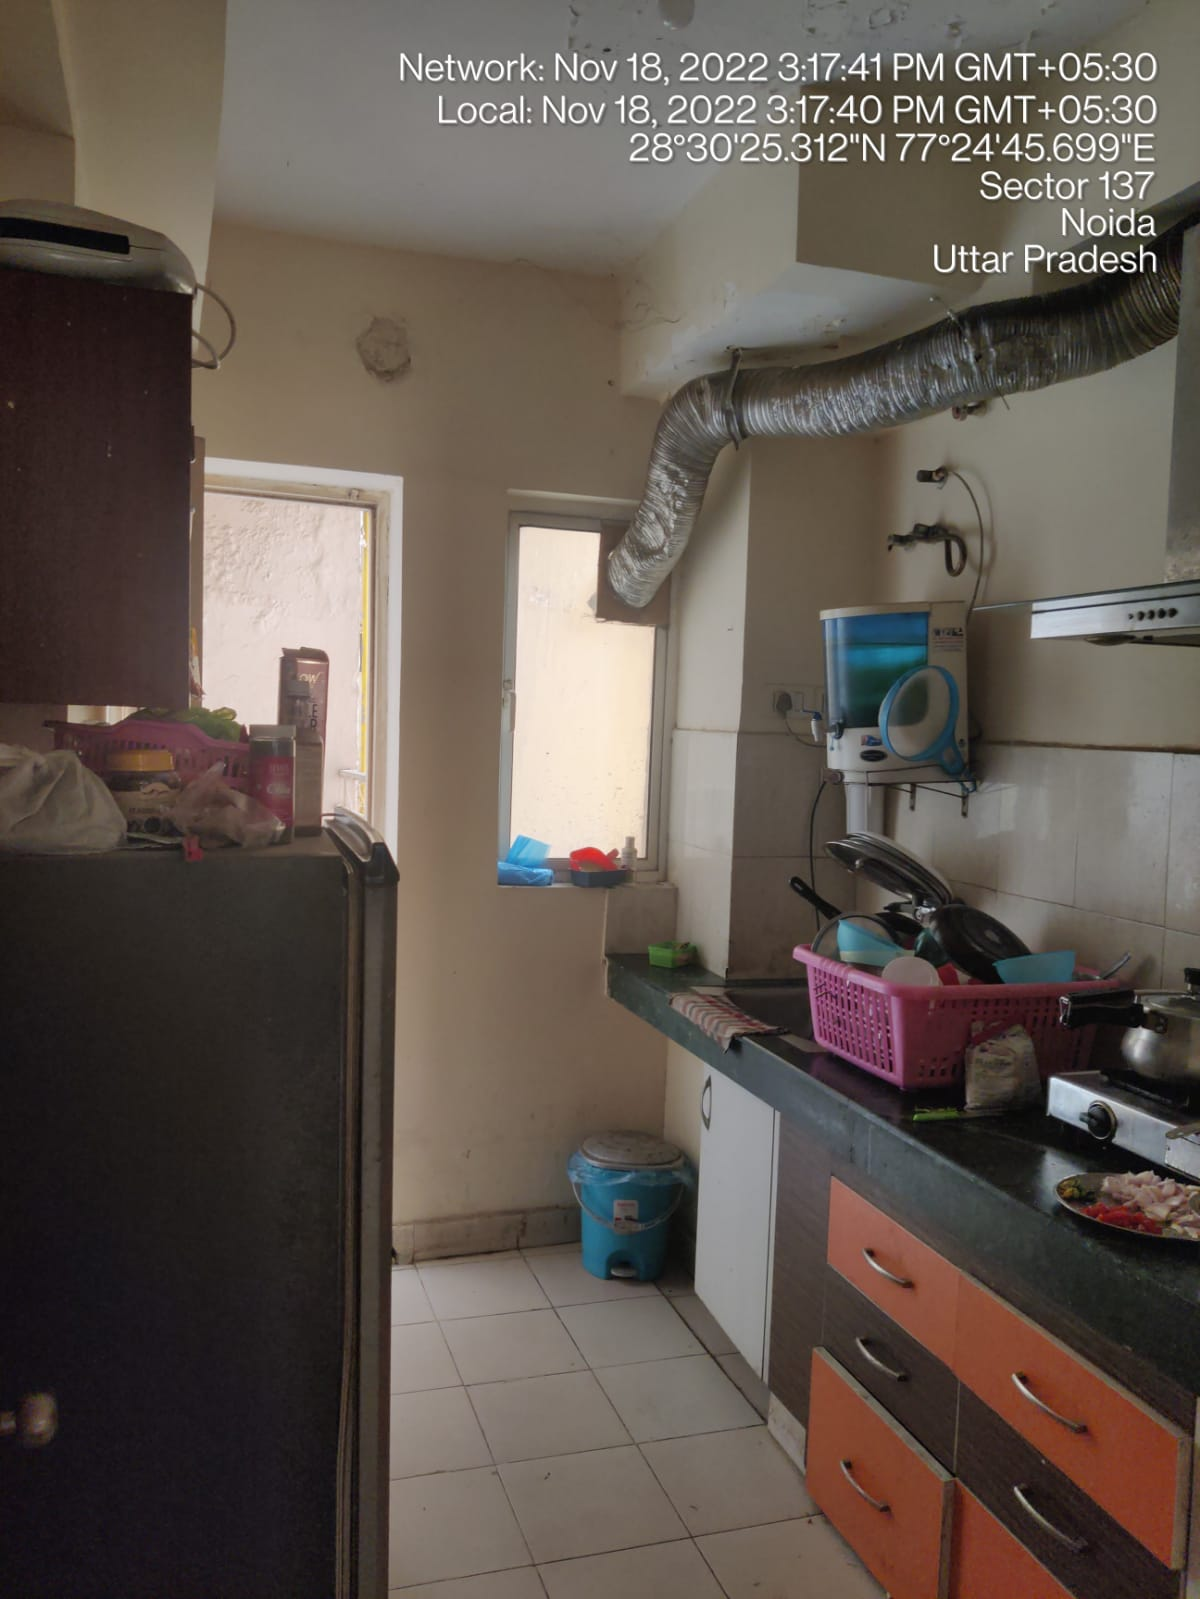 Network: Nov 18, 2022 3:17:41 PM GMT+05:30
Local: Nov 18, 2022 3:17:40 PM GMT+05:30
28°30'25.312"N 77°24'45.699"E
Sector 137
Noida
Uttar Pradesh